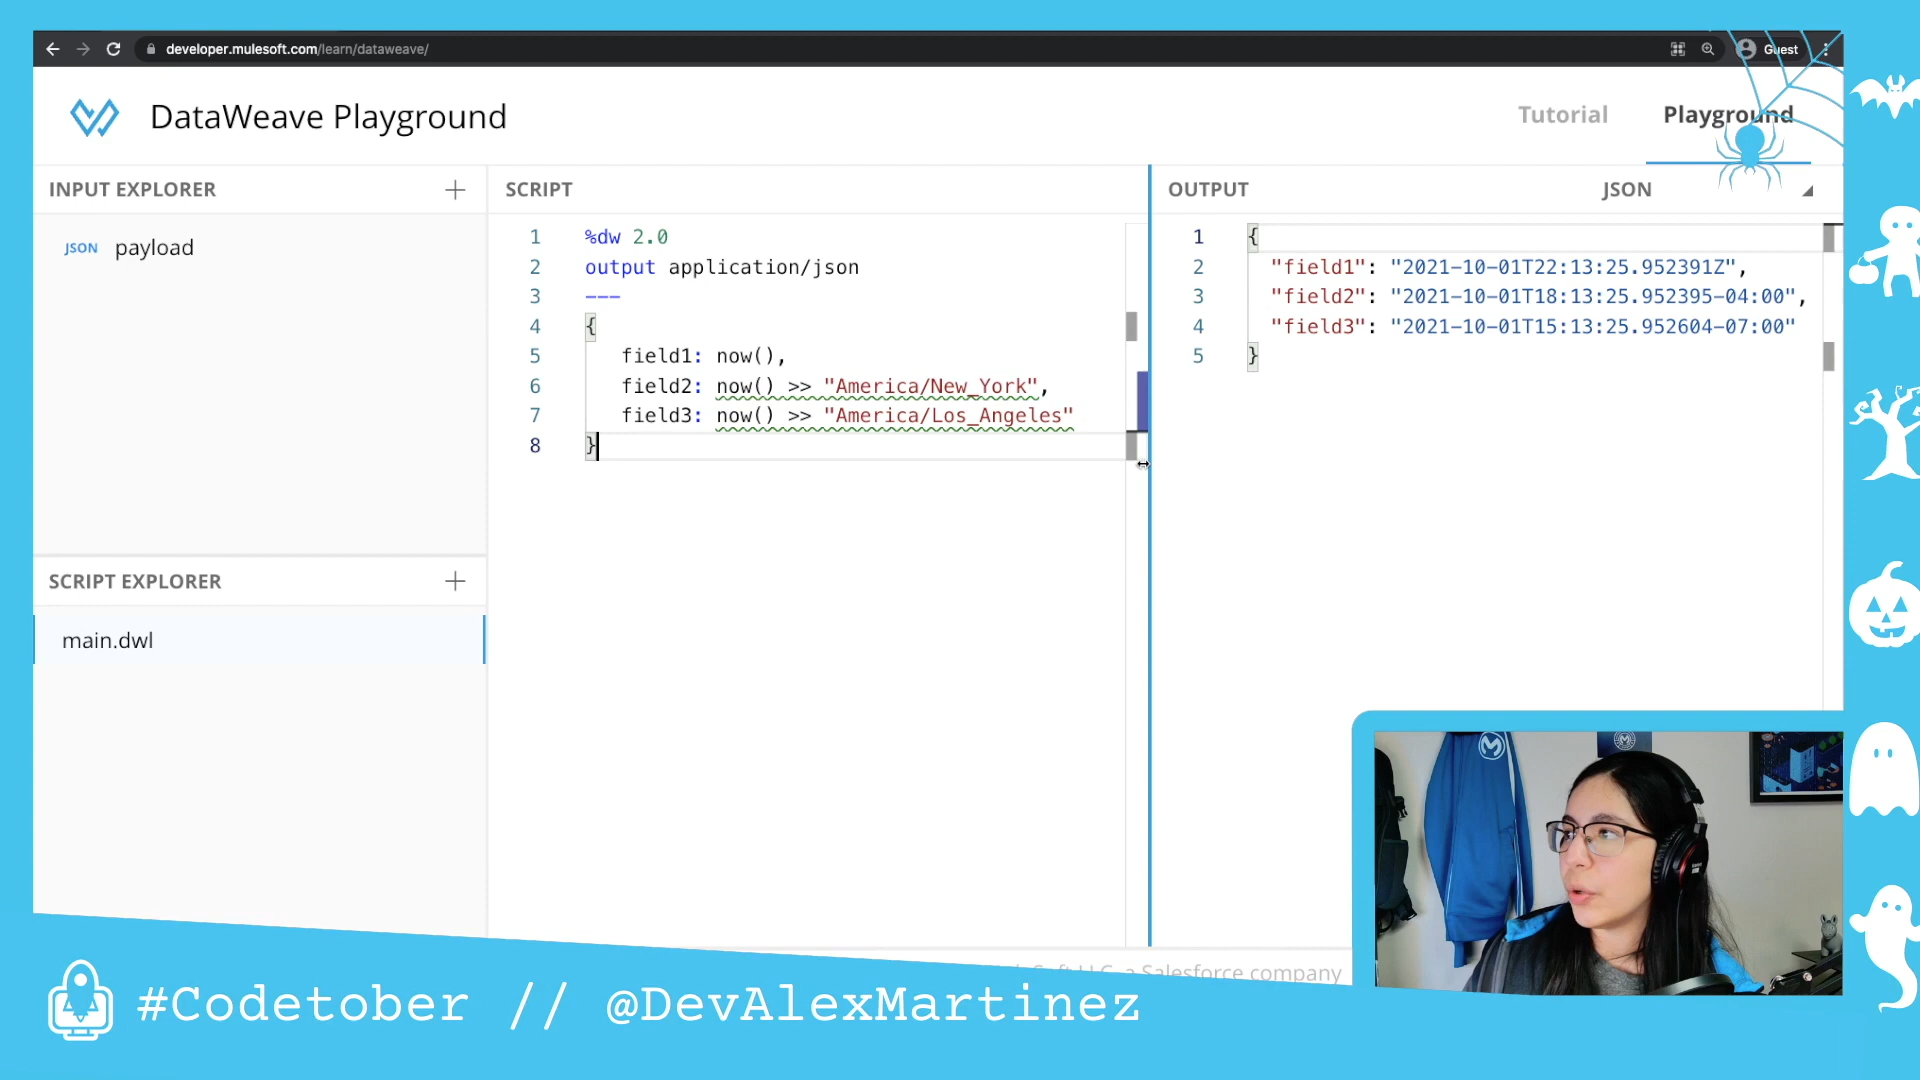 developer.mulesoft.com/learn/dataweave/
Guest
DataWeave Playground
Tutorial
Playground
INPUT EXPLORER
JSON payload
SCRIPT EXPLORER
main.dwl
SCRIPT
1 %dw 2.0
2 output application/json
3 ---
4 {
5 field1: now(),
6 field2: now() >> "America/New_York",
7 field3: now() >> "America/Los_Angeles"
8 }
OUTPUT
JSON
1 {
2 "field1": "2021-10-01T22:13:25.952391Z",
3 "field2": "2021-10-01T18:13:25.952395-04:00",
4 "field3": "2021-10-01T15:13:25.952604-07:00"
5 }
a Salesforce company
#Codetober // @DevAlexMartinez